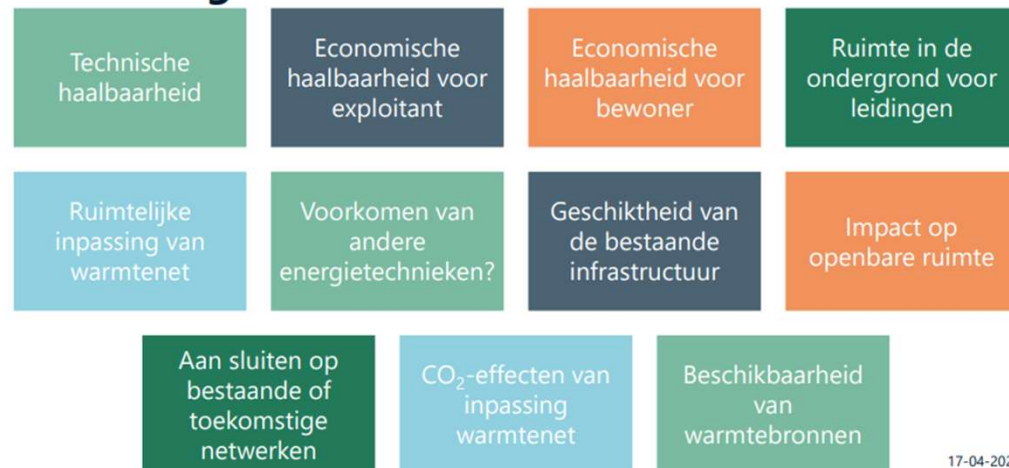 Technische
haalbaarheid
Economische
haalbaarheid voor
exploitant
Economische
haalbaarheid voor
bewoner
Ruimte in de
ondergrond voor
leidingen
Ruimtelijke
inpassing van
warmtenet
Voorkomen van
andere
energietechnieken?
Geschiktheid van
de bestaande
infrastructuur
Impact op
openbare ruimte
Aan sluiten op
bestaande of
toekomstige
netwerken
CO₂-effecten van
inpassing
warmtenet
Beschikbaarheid
van
warmtebronnen
17-04-202